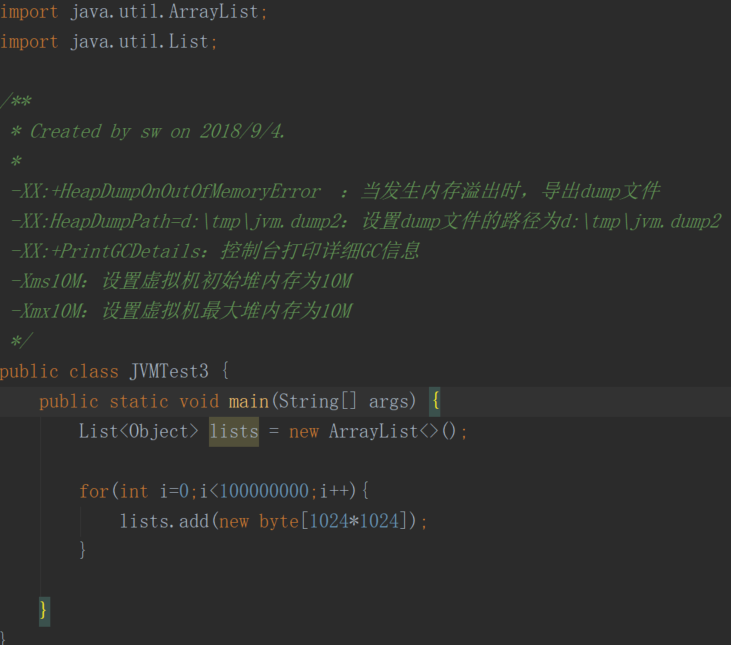 import java.util.ArrayList;
import java.util.List;
/**
* Created by sw on 2018/9/4.
*
-XX:+HeapDumpOnOutOfMemoryError ：当发生内存溢出时，导出dump文件
-XX:HeapDumpPath=d:\tmp\jvm.dump2：设置dump文件的路径为d:\tmp\jvm.dump2
-XX:+PrintGCDetails：控制台打印详细GC信息
-Xms10M：设置虚拟机初始堆内存为10M
-Xmx10M：设置虚拟机最大堆内存为10M
*/
public class JVMTest3 {
public static void main(String[] args) {
List<Object> lists = new ArrayList<>();
for(int i=0;i<100000000;i++){
lists.add(new byte[1024*1024]);
}
}
}